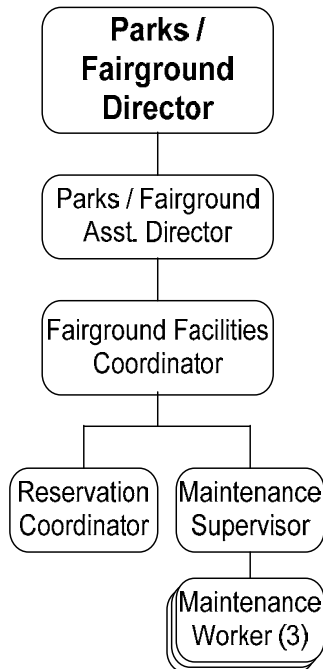 Parks /
Fairground
Director
Parks / Fairground
Asst. Director
Fairground Facilities
Coordinator
Reservation
Coordinator
Maintenance
Supervisor
Maintenance
Worker (3)